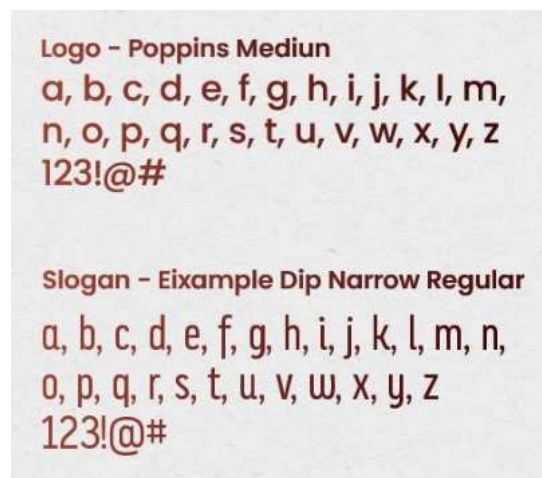 Logo - Poppins Mediun
a, b, c, d, e, f, g, h, i, j, k, l, m,
n, o, p, q, r, s, t, u, v, w, x, y, z
123!@#
Slogan - Eixample Dip Narrow Regular
a, b, c, d, e, f, g, h, i, j, k, l, m, n,
o, p, q, r, s, t, u, v, w, x, y, z
123!@#